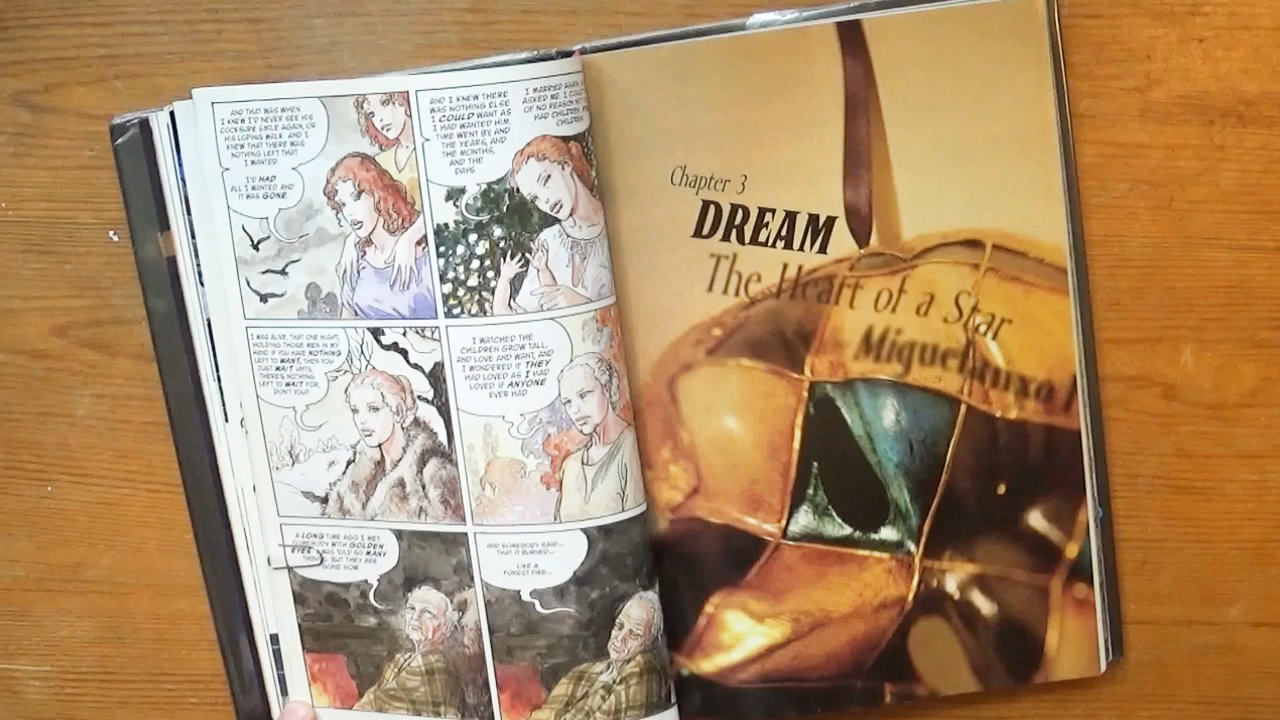 AND THAT WAS WHEN
I KNEW I'D NEVER SEE HIS
COCKSURE SMILE AGAIN, OR
HIS LOPING WALK. AND I
KNEW THAT THERE WAS
NOTHING LEFT THAT
I WANTED.
I'D HAD
ALL I WANTED AND
IT WAS GONE.
AND I KNEW THERE
WAS NOTHING ELSE
I COULD WANT AS
I HAD WANTED HIM.
TIME WENT BY, AND
THE YEARS, AND
THE MONTHS,
AND THE
DAYS.
I MARRIED AGAIN
ASKED ME. I COULD
OF NO REASON NOT
HAD CHILDREN,
CHILDREN
I WAS ALIVE, THAT ONE NIGHT,
HOLDING THOSE MEN IN MY
HAND. IF YOU HAVE NOTHING
LEFT TO WANT, THEN YOU
JUST WAIT UNTIL
THERE'S NOTHING
LEFT TO WAIT FOR,
DON'T YOU?
I WATCHED THE
CHILDREN GROW TALL,
AND LOVE AND WANT, AND
I WONDERED IF THEY
HAD LOVED AS I HAD
LOVED. IF ANYONE
EVER HAD.
A LONG TIME AGO I MET
SOMEBODY WITH GOLDEN
EYES. I WAS TOLD SO MANY
THINGS. BUT THEY ARE
GONE NOW.
AND SOMEBODY SAID...
THAT IT BURNED...
LIKE A
FOREST FIRE...
Chapter 3
DREAM
The Heart of a Star